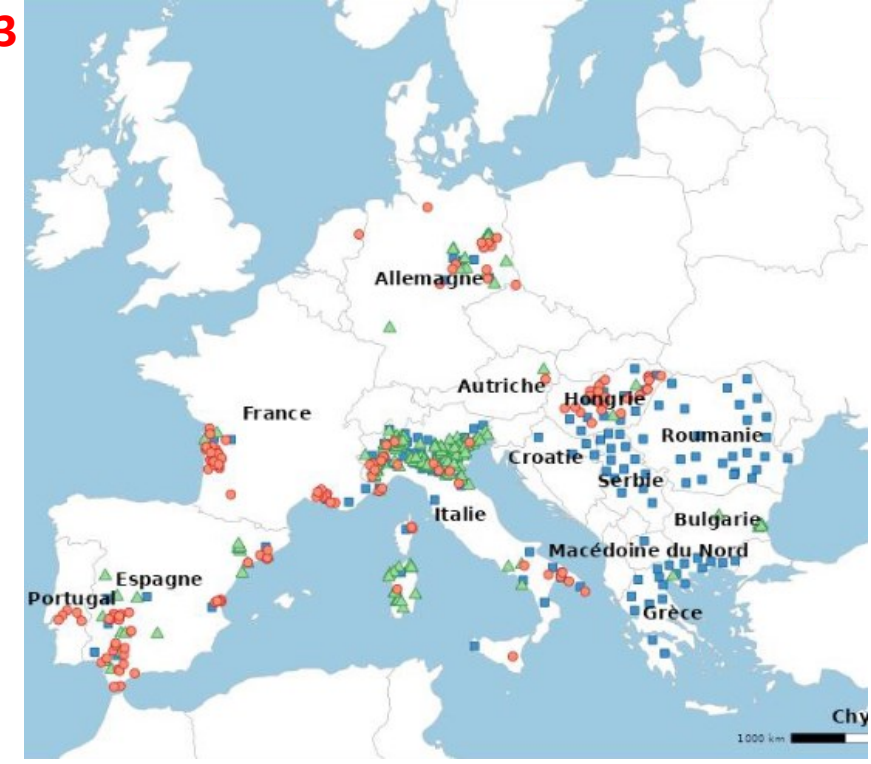 3
Allemagne
Autriche
Hongrie
France
Roumanie
Croatie
Serbie
Italie
Bulgarie
Macédoine du Nord
Espagne
Portugal
Grèce
Chy
1000 km